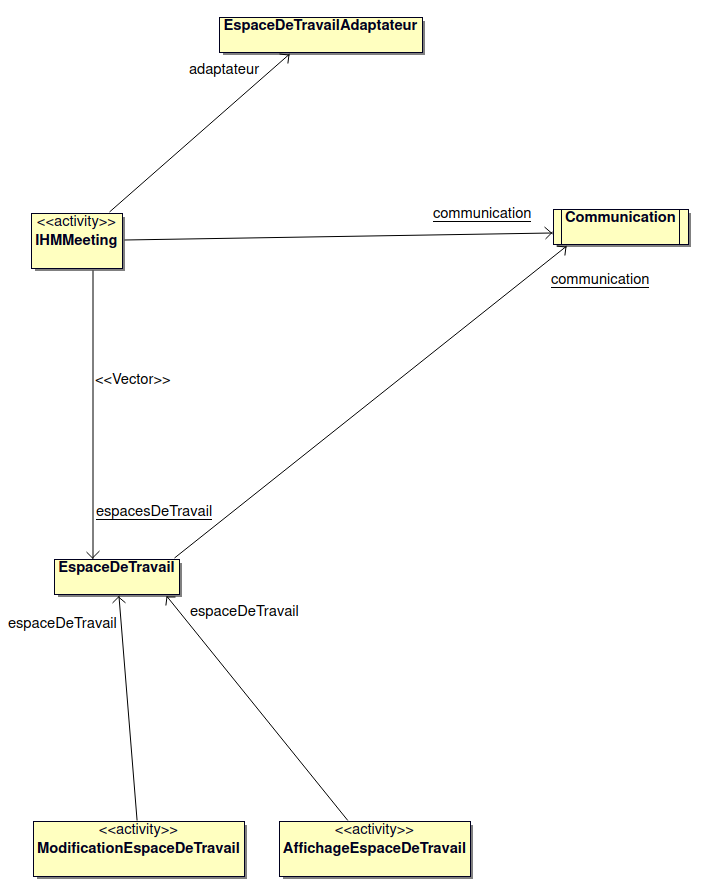 EspaceDeTravailAdaptateur
adaptateur
communication
Communication
<<activity>>
IHMMeeting
communication
<<Vector>>
espacesDeTravail
EspaceDeTravail
espaceDeTravail
espaceDeTravail
<<activity>>
ModificationEspaceDeTravail
<<activity>>
AffichageEspaceDeTravail